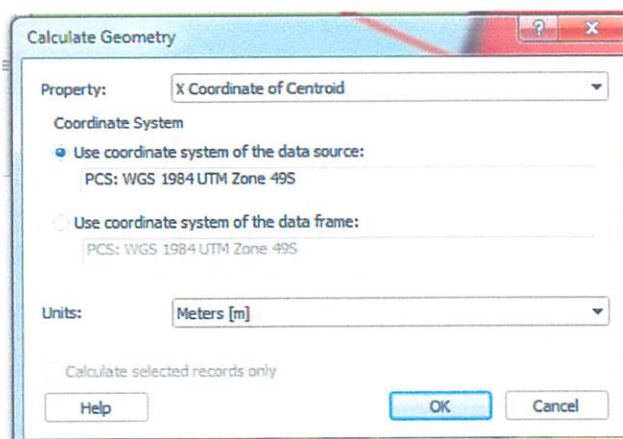 Calculate Geometry
Property: X Coordinate of Centroid
Coordinate System
Use coordinate system of the data source:
PCS: WGS 1984 UTM Zone 49S
Use coordinate system of the data frame:
PCS: WGS 1984 UTM Zone 49S
Units: Meters [m]
Calculate selected records only
Help OK Cancel